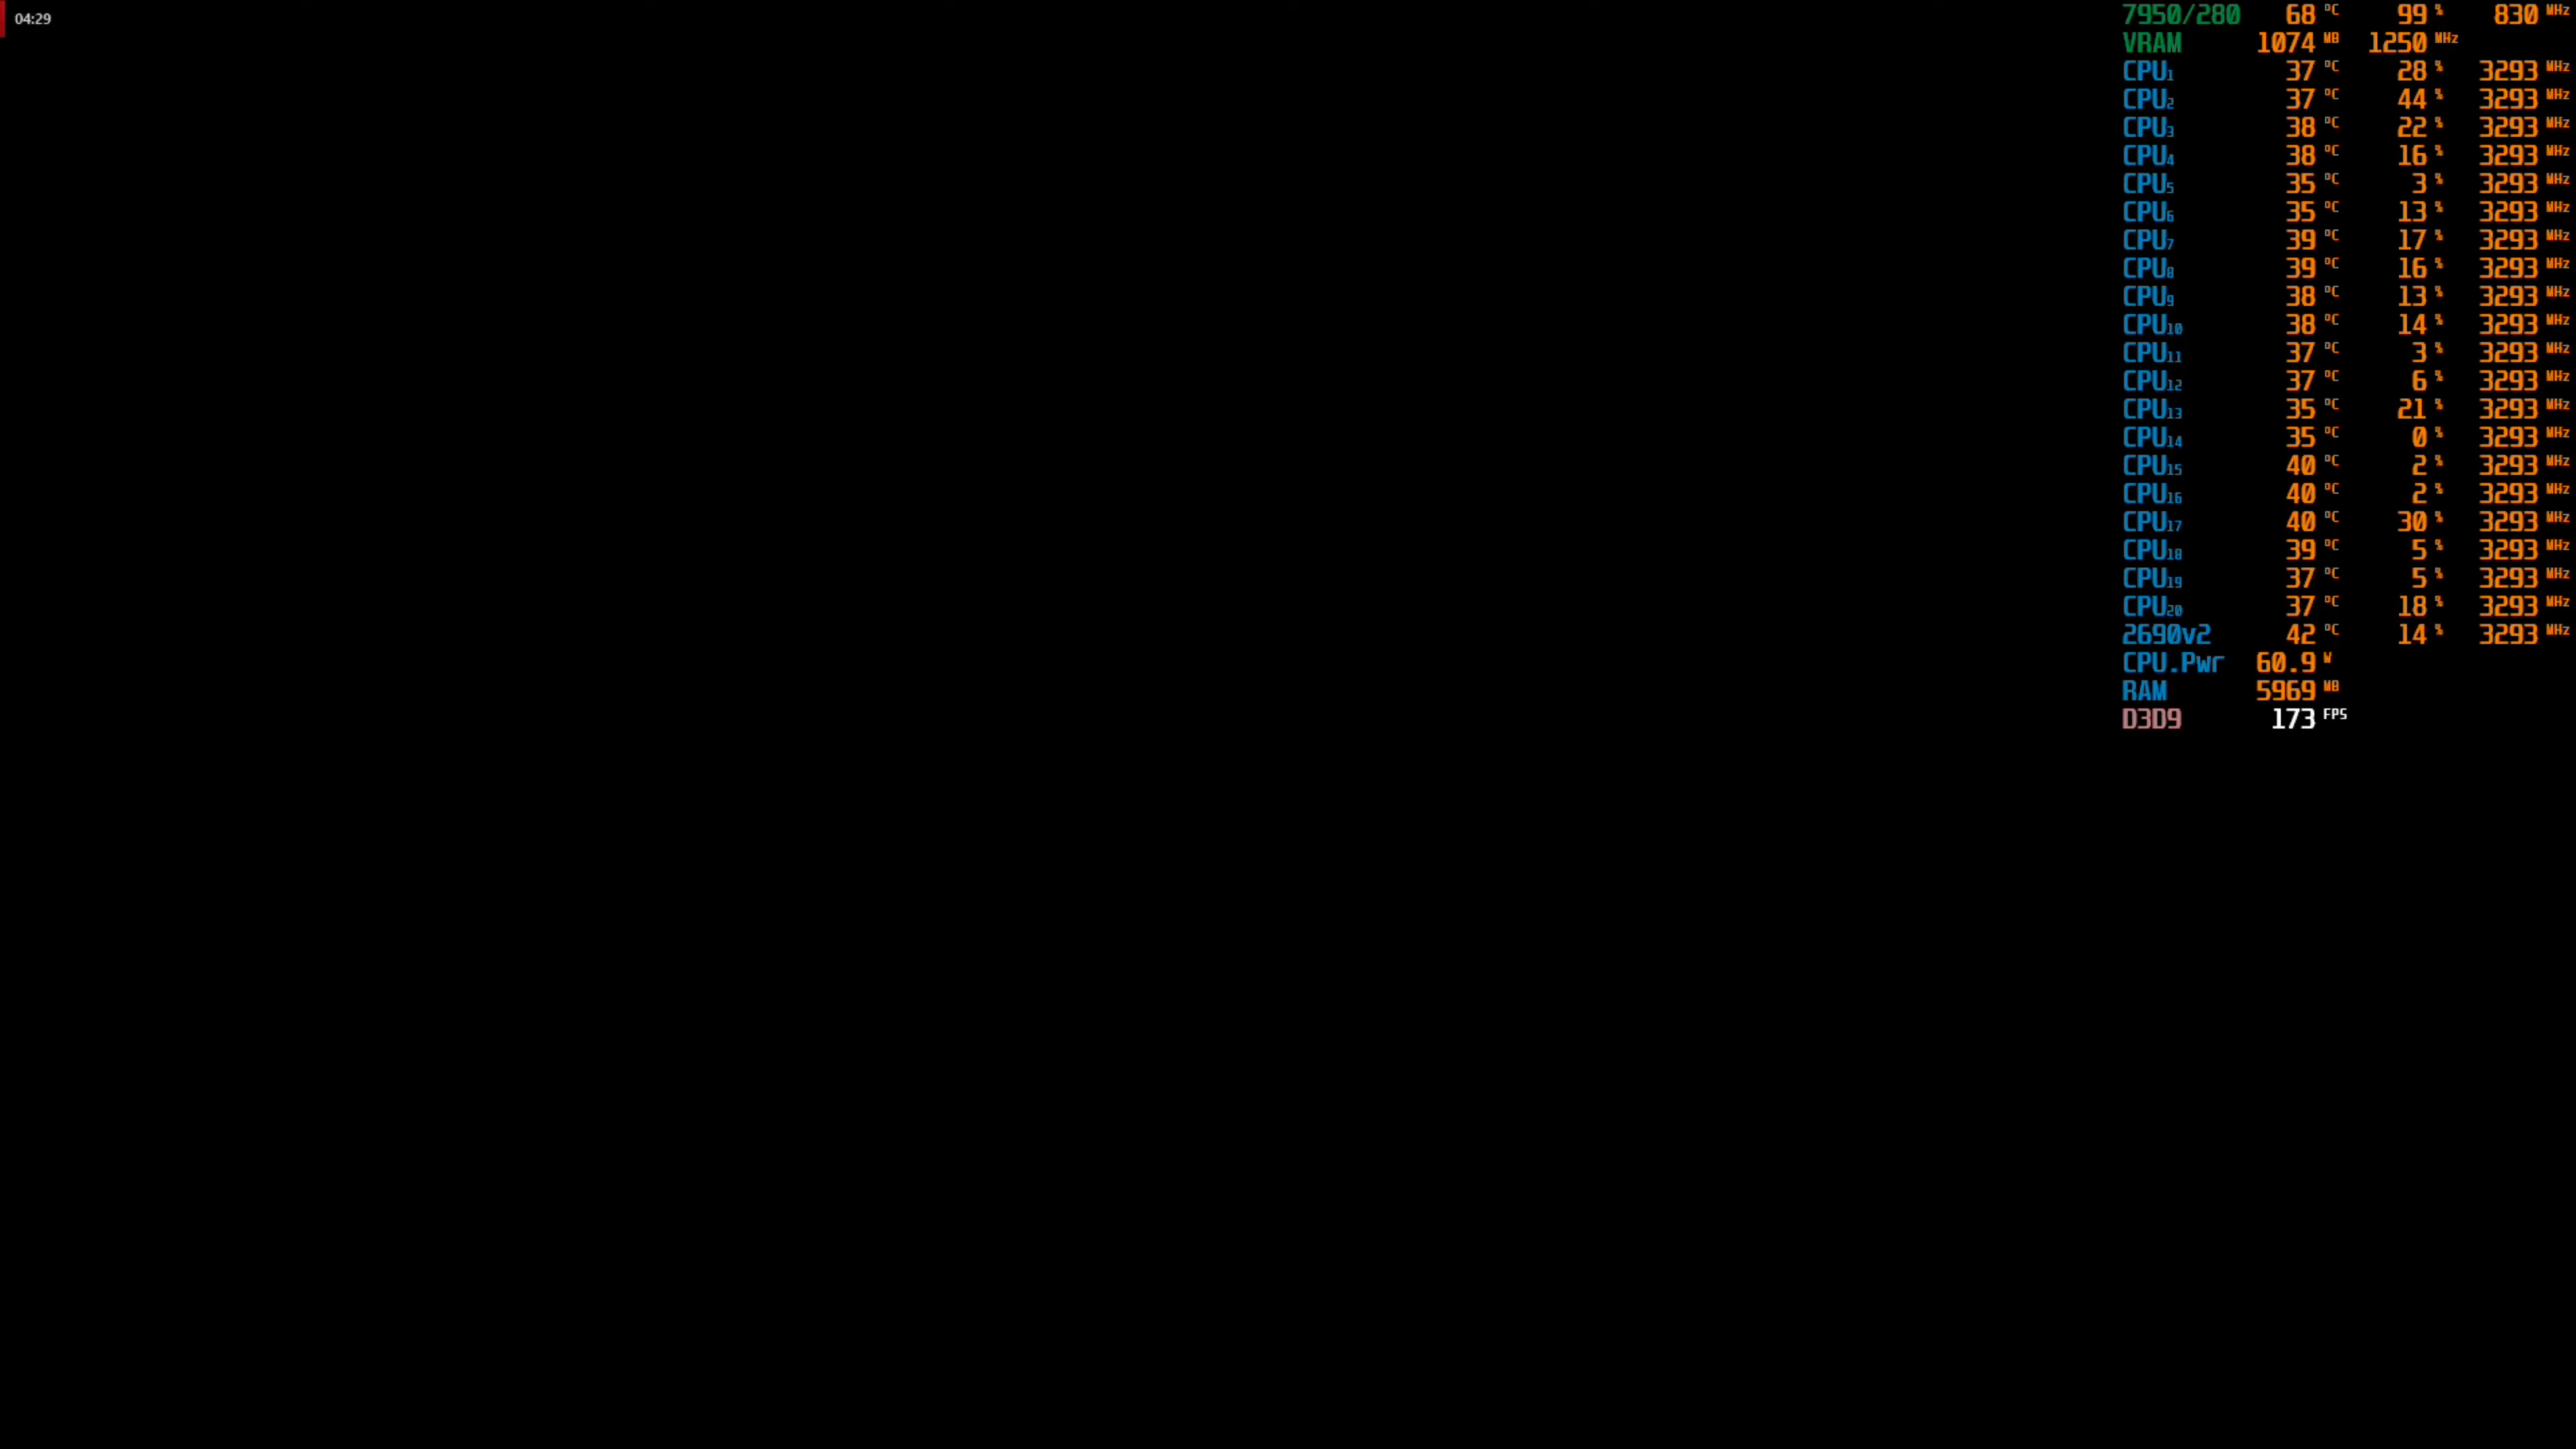 04:29
7950/280 68 °C 99 % 830 MHz
VRAM 1074 MB 1250 MHz
CPU1 37 °C 28 % 3293 MHz
CPU2 37 °C 44 % 3293 MHz
CPU3 38 °C 22 % 3293 MHz
CPU4 38 °C 16 % 3293 MHz
CPU5 35 °C 3 % 3293 MHz
CPU6 35 °C 13 % 3293 MHz
CPU7 39 °C 17 % 3293 MHz
CPU8 39 °C 16 % 3293 MHz
CPU9 38 °C 13 % 3293 MHz
CPU10 38 °C 14 % 3293 MHz
CPU11 37 °C 3 % 3293 MHz
CPU12 37 °C 6 % 3293 MHz
CPU13 35 °C 21 % 3293 MHz
CPU14 35 °C 0 % 3293 MHz
CPU15 40 °C 2 % 3293 MHz
CPU16 40 °C 2 % 3293 MHz
CPU17 40 °C 30 % 3293 MHz
CPU18 39 °C 5 % 3293 MHz
CPU19 37 °C 5 % 3293 MHz
CPU20 37 °C 18 % 3293 MHz
2690v2 42 °C 14 % 3293 MHz
CPU.Pwr 60.9 W
RAM 5969 MB
D3D9 173 FPS